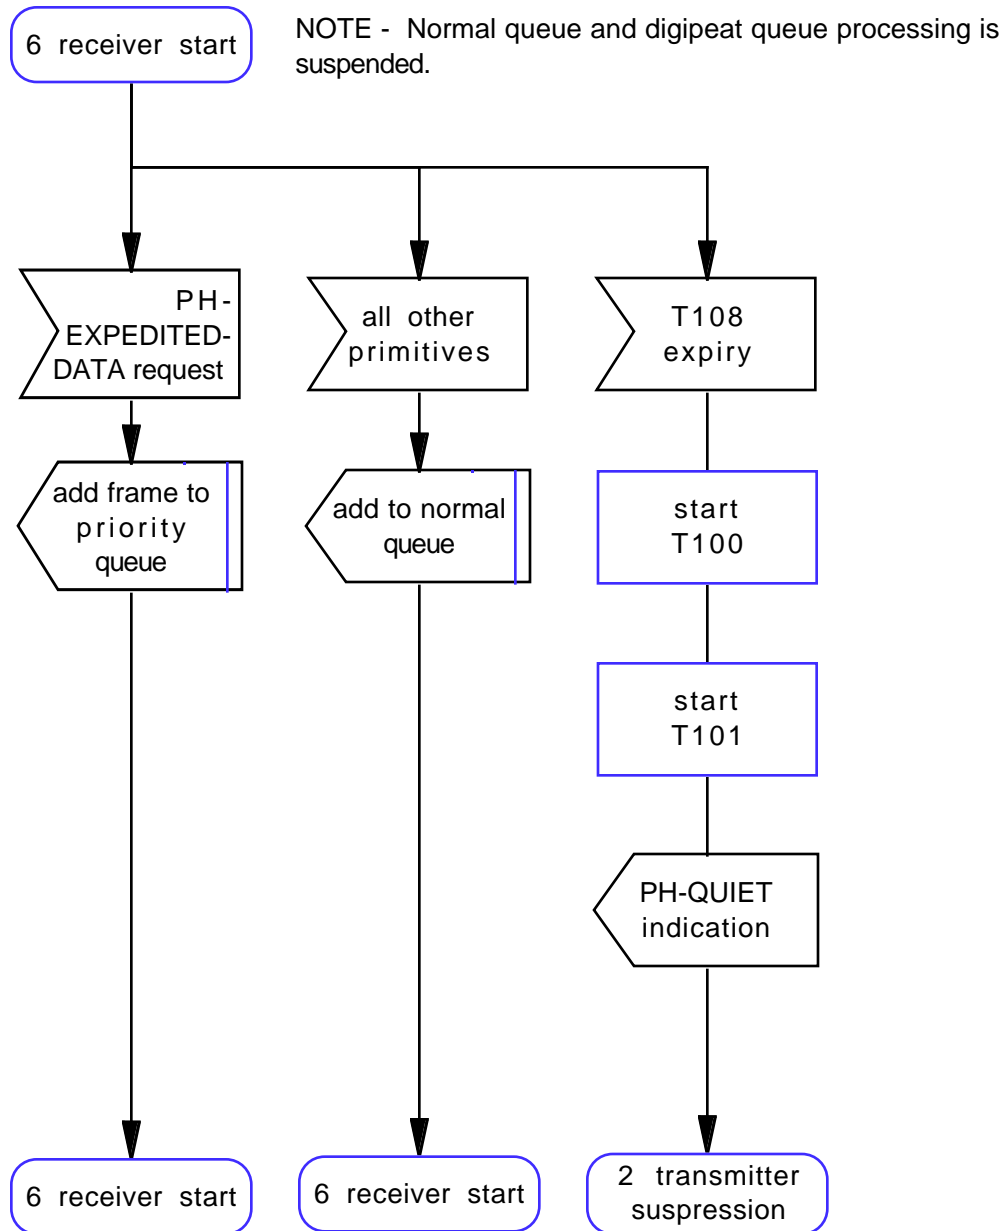 6 receiver start
NOTE - Normal queue and digipeat queue processing is
suspended.
PH-
EXPEDITED-
DATA request
all other
primitives
T108
expiry
add frame to
priority
queue
add to normal
queue
start
T100
start
T101
PH-QUIET
indication
6 receiver start
6 receiver start
2 transmitter
suspression